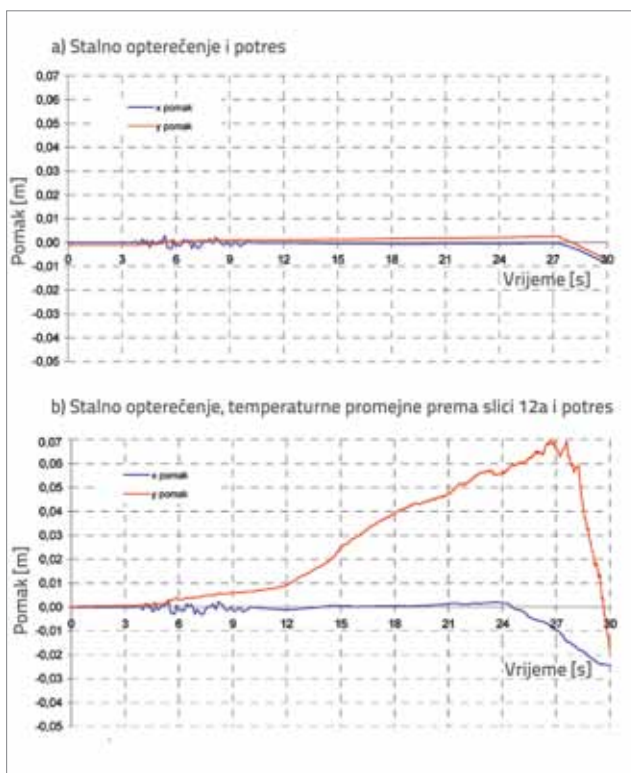 a) Stalno opterečenje i potres
0,07
0,06
0,05
0,04
0,03
0,02
0,01
0,00
-0,01
-0,02
-0,03
-0,04
-0,05
Pomak [m]
x pomak
y pomak
0 3 6 9 12 15 18 21 24 27 30
Vrijeme [s]
b) Stalno opterečenje, temperaturne promejne prema slici 12a i potres
0,07
0,06
0,05
0,04
0,03
0,02
0,01
0,00
-0,01
-0,02
-0,03
-0,04
-0,05
Pomak [m]
x pomak
y pomak
0 3 6 9 12 15 18 21 24 27 30
Vrijeme [s]